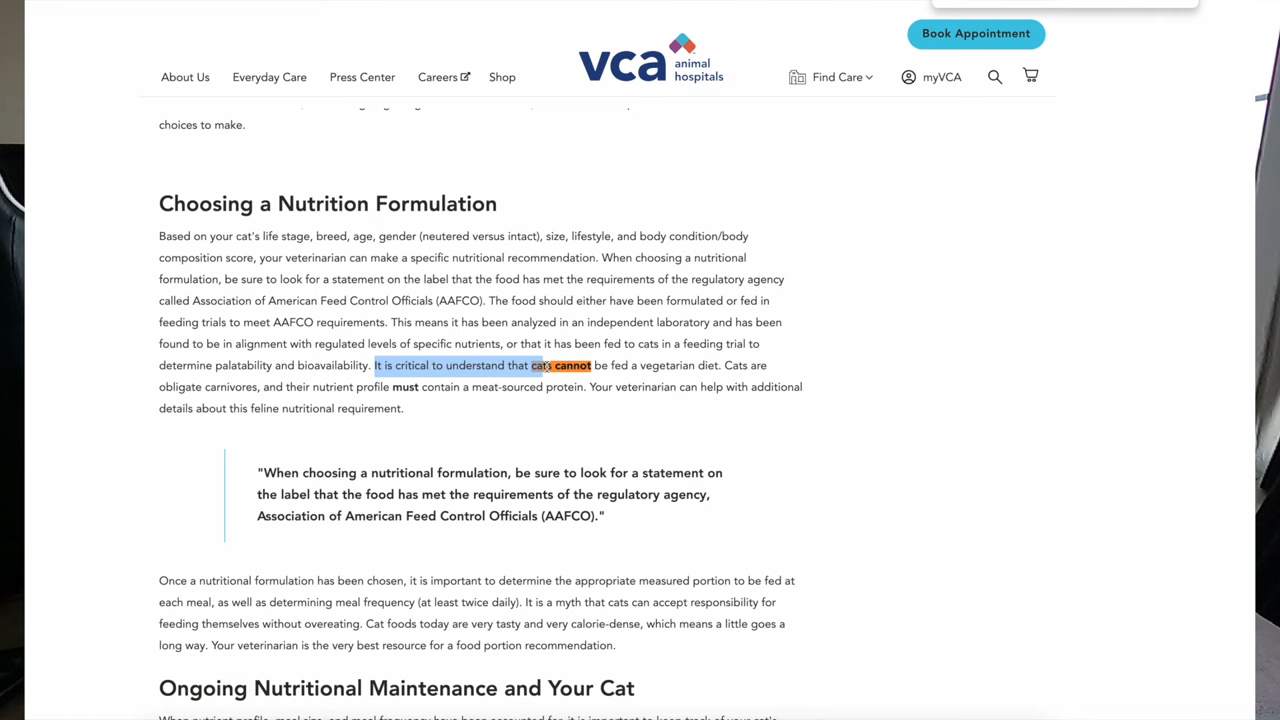 Book Appointment
About Us
Everyday Care
Press Center
Careers
Shop
vca animal hospitals
Find Care
myVCA
choices to make.
Choosing a Nutrition Formulation
Based on your cat's life stage, breed, age, gender (neutered versus intact), size, lifestyle, and body condition/body
composition score, your veterinarian can make a specific nutritional recommendation. When choosing a nutritional
formulation, be sure to look for a statement on the label that the food has met the requirements of the regulatory agency
called Association of American Feed Control Officials (AAFCO). The food should either have been formulated or fed in
feeding trials to meet AAFCO requirements. This means it has been analyzed in an independent laboratory and has been
found to be in alignment with regulated levels of specific nutrients, or that it has been fed to cats in a feeding trial to
determine palatability and bioavailability. It is critical to understand that cats cannot be fed a vegetarian diet. Cats are
obligate carnivores, and their nutrient profile must contain a meat-sourced protein. Your veterinarian can help with additional
details about this feline nutritional requirement.
"When choosing a nutritional formulation, be sure to look for a statement on
the label that the food has met the requirements of the regulatory agency,
Association of American Feed Control Officials (AAFCO)."
Once a nutritional formulation has been chosen, it is important to determine the appropriate measured portion to be fed at
each meal, as well as determining meal frequency (at least twice daily). It is a myth that cats can accept responsibility for
feeding themselves without overeating. Cat foods today are very tasty and very calorie-dense, which means a little goes a
long way. Your veterinarian is the very best resource for a food portion recommendation.
Ongoing Nutritional Maintenance and Your Cat